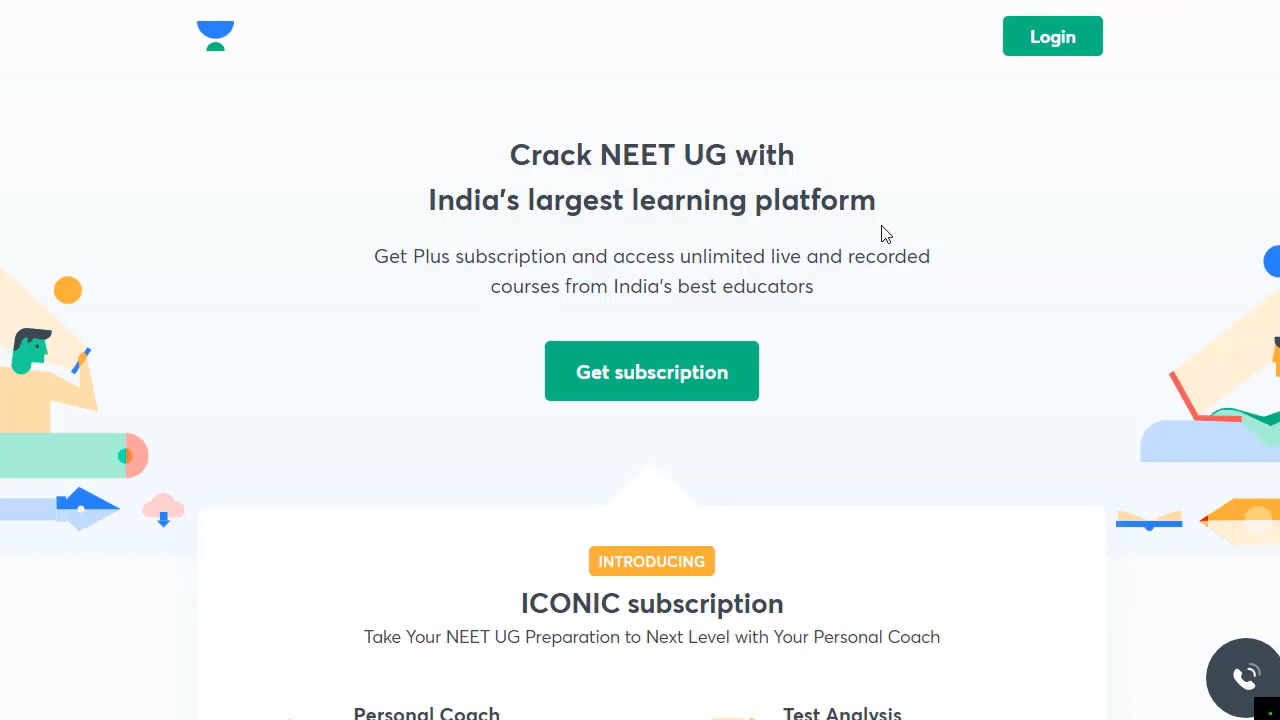 Login
Crack NEET UG with
India's largest learning platform
Get Plus subscription and access unlimited live and recorded
courses from India's best educators
Get subscription
INTRODUCING
ICONIC subscription
Take Your NEET UG Preparation to Next Level with Your Personal Coach
Personal Coach
Test Analysis